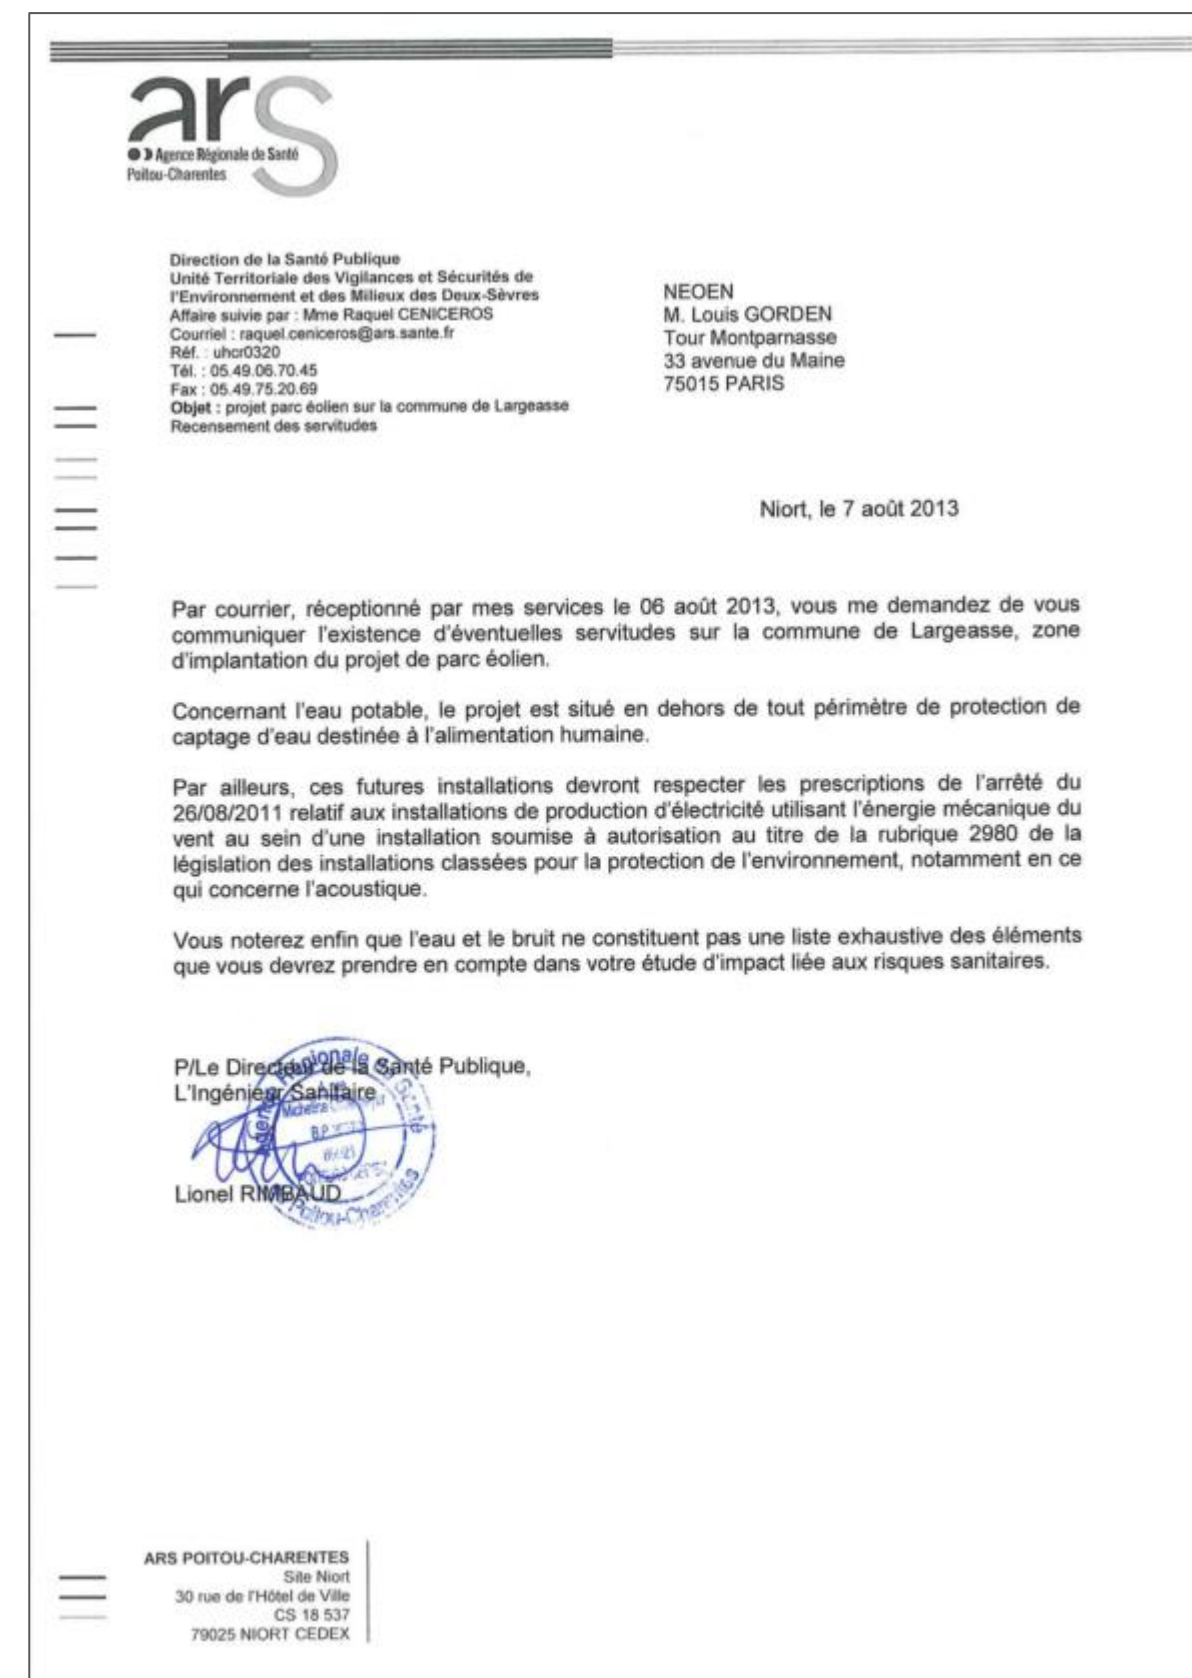 ars
Agence Régionale de Santé
Poitou-Charentes
Direction de la Santé Publique
Unité Territoriale des Vigilances et Sécurités de
l'Environnement et des Milieux des Deux-Sèvres
Affaire suivie par : Mme Raquel CENICEROS
Courriel : raquel.ceniceros@ars.sante.fr
Réf. : uhcr0320
Tél. : 05.49.06.70.45
Fax : 05.49.75.20.69
Objet : projet parc éolien sur la commune de Largeasse
Recensement des servitudes
NEOEN
M. Louis GORDEN
Tour Montparnasse
33 avenue du Maine
75015 PARIS
Niort, le 7 août 2013
Par courrier, réceptionné par mes services le 06 août 2013, vous me demandez de vous
communiquer l'existence d'éventuelles servitudes sur la commune de Largeasse, zone
d'implantation du projet de parc éolien.
Concernant l'eau potable, le projet est situé en dehors de tout périmètre de protection de
captage d'eau destinée à l'alimentation humaine.
Par ailleurs, ces futures installations devront respecter les prescriptions de l'arrêté du
26/08/2011 relatif aux installations de production d'électricité utilisant l'énergie mécanique du
vent au sein d'une installation soumise à autorisation au titre de la rubrique 2980 de la
législation des installations classées pour la protection de l'environnement, notamment en ce
qui concerne l'acoustique.
Vous noterez enfin que l'eau et le bruit ne constituent pas une liste exhaustive des éléments
que vous devrez prendre en compte dans votre étude d'impact liée aux risques sanitaires.
P/Le Directeur de la Santé Publique,
L'Ingénieur Sanitaire
Agence Régionale de Santé
Poitou-Charentes
Lionel RIMBAUD
ARS POITOU-CHARENTES
Site Niort
30 rue de l'Hôtel de Ville
CS 18 537
79025 NIORT CEDEX